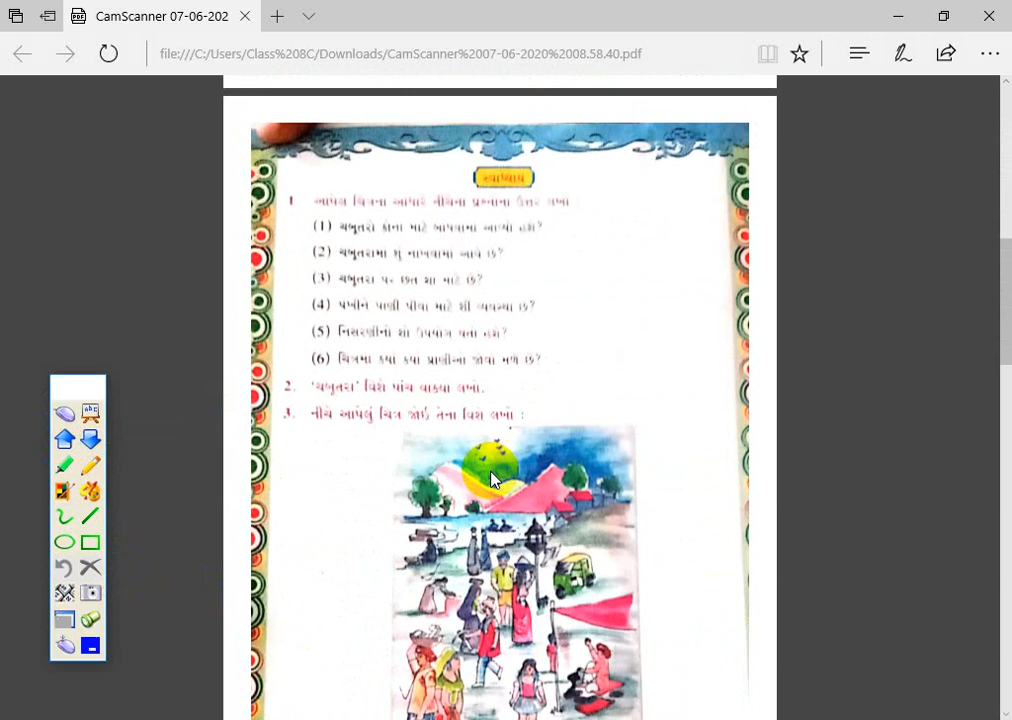 CamScanner 07-06-202
file:///C:/Users/Class%208C/Downloads/CamScanner%2007-06-2020%2008.58.40.pdf
સ્વાધ્યાય
1 આપેલ ચિત્રના આધારે નીચેના પ્રશ્નોના ઉત્તર લખો
(1) ચબૂતરો કોના માટે બાંધવામાં આવ્યો હશે?
(2) ચબૂતરામાં શું નાખવામાં આવે છે?
(3) ચબૂતરા પર છત શા માટે છે?
(4) પંખીને પાણી પીવા માટે શી વ્યવસ્થા છે?
(5) નિસરણીનો શો ઉપયોગ થતો હશે?
(6) ચિત્રમાં કયાં કયાં પ્રાણીઓ જોવા મળે છે?
2. 'ચબૂતરા' વિશે પાંચ વાક્યો લખો.
3. નીચે આપેલું ચિત્ર જોઈ તેના વિશે લખો :
abc